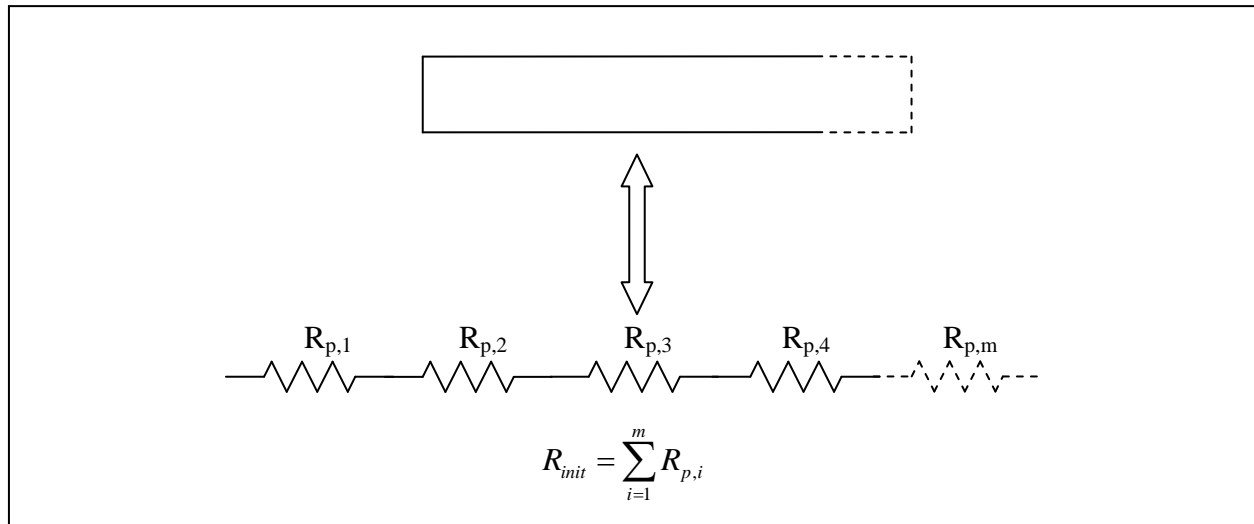 R_{p,1} R_{p,2} R_{p,3} R_{p,4} R_{p,m}
R_{init} = \sum_{i=1}^{m} R_{p,i}